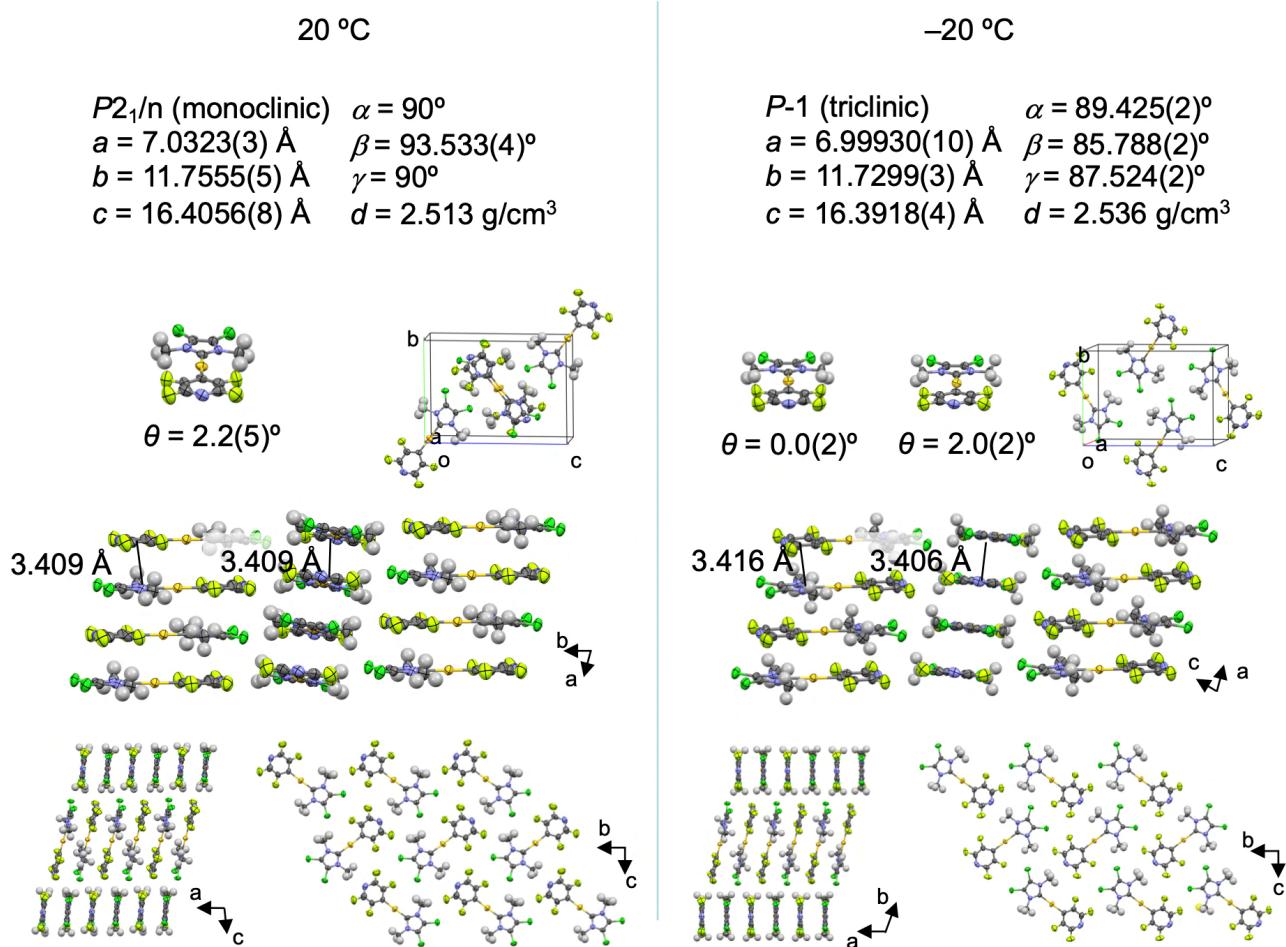 20 ºC
P2₁/n (monoclinic) α = 90º
a = 7.0323(3) Å β = 93.533(4)º
b = 11.7555(5) Å γ = 90º
c = 16.4056(8) Å d = 2.513 g/cm³
b
a
o
c
θ = 2.2(5)º
3.409 Å
3.409 Å
b
a
a
c
b
c
–20 ºC
P-1 (triclinic) α = 89.425(2)º
a = 6.99930(10) Å β = 85.788(2)º
b = 11.7299(3) Å γ = 87.524(2)º
c = 16.3918(4) Å d = 2.536 g/cm³
b
a
o
c
θ = 0.0(2)º
θ = 2.0(2)º
3.416 Å
3.406 Å
c
a
b
a
b
c